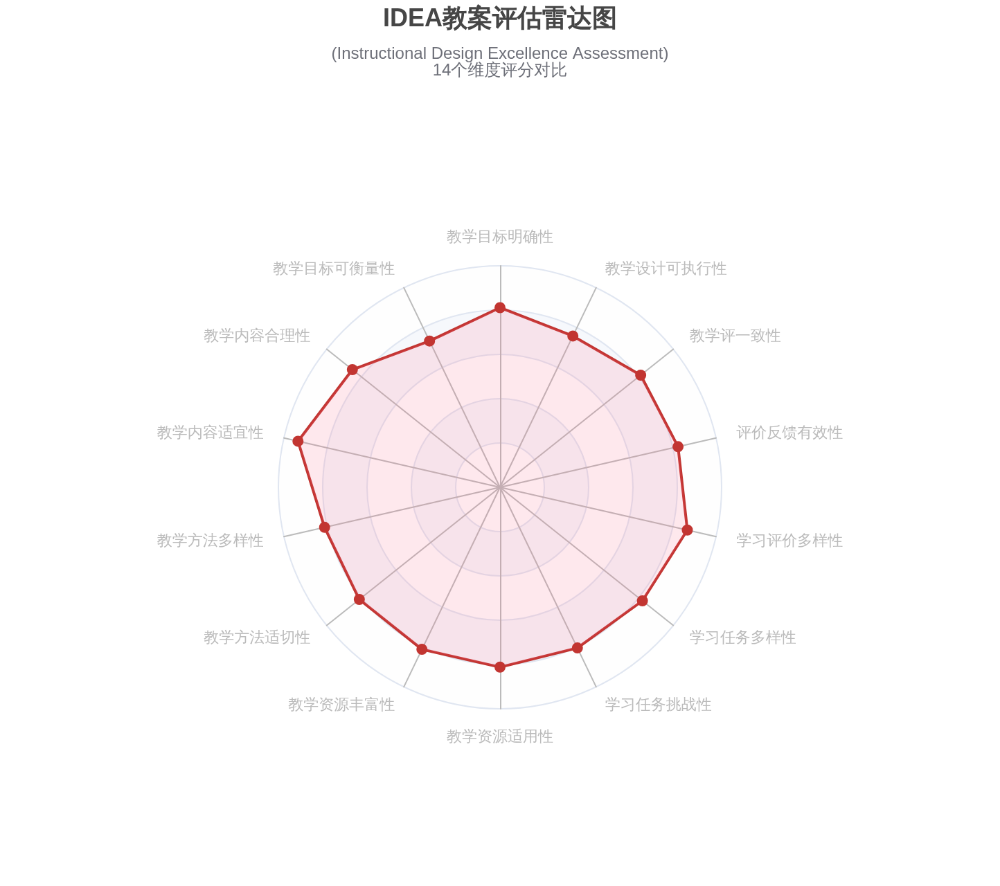 IDEA教案评估雷达图
(Instructional Design Excellence Assessment)
14个维度评分对比
教学目标明确性
教学目标可衡量性
教学设计可执行性
教学内容合理性
教学评一致性
教学内容适宜性
评价反馈有效性
教学方法多样性
学习评价多样性
教学方法适切性
学习任务多样性
教学资源丰富性
学习任务挑战性
教学资源适用性